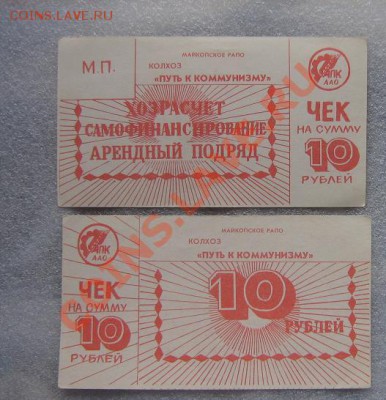 COINS.LAVE.RU
COINS.LAVE.RU
МАЙКОПСКОЕ РАПО
М.П.
КОЛХОЗ
«ПУТЬ К КОММУНИЗМУ»
ХОЗРАСЧЕТ
САМОФИНАНСИРОВАНИЕ
АРЕНДНЫЙ ПОДРЯД
АПК
ААО
ЧЕК
НА СУММУ
10
РУБЛЕЙ
МАЙКОПСКОЕ РАПО
КОЛХОЗ
«ПУТЬ К КОММУНИЗМУ»
АПК
ААО
ЧЕК
НА СУММУ
10
РУБЛЕЙ
10
РУБЛЕЙ